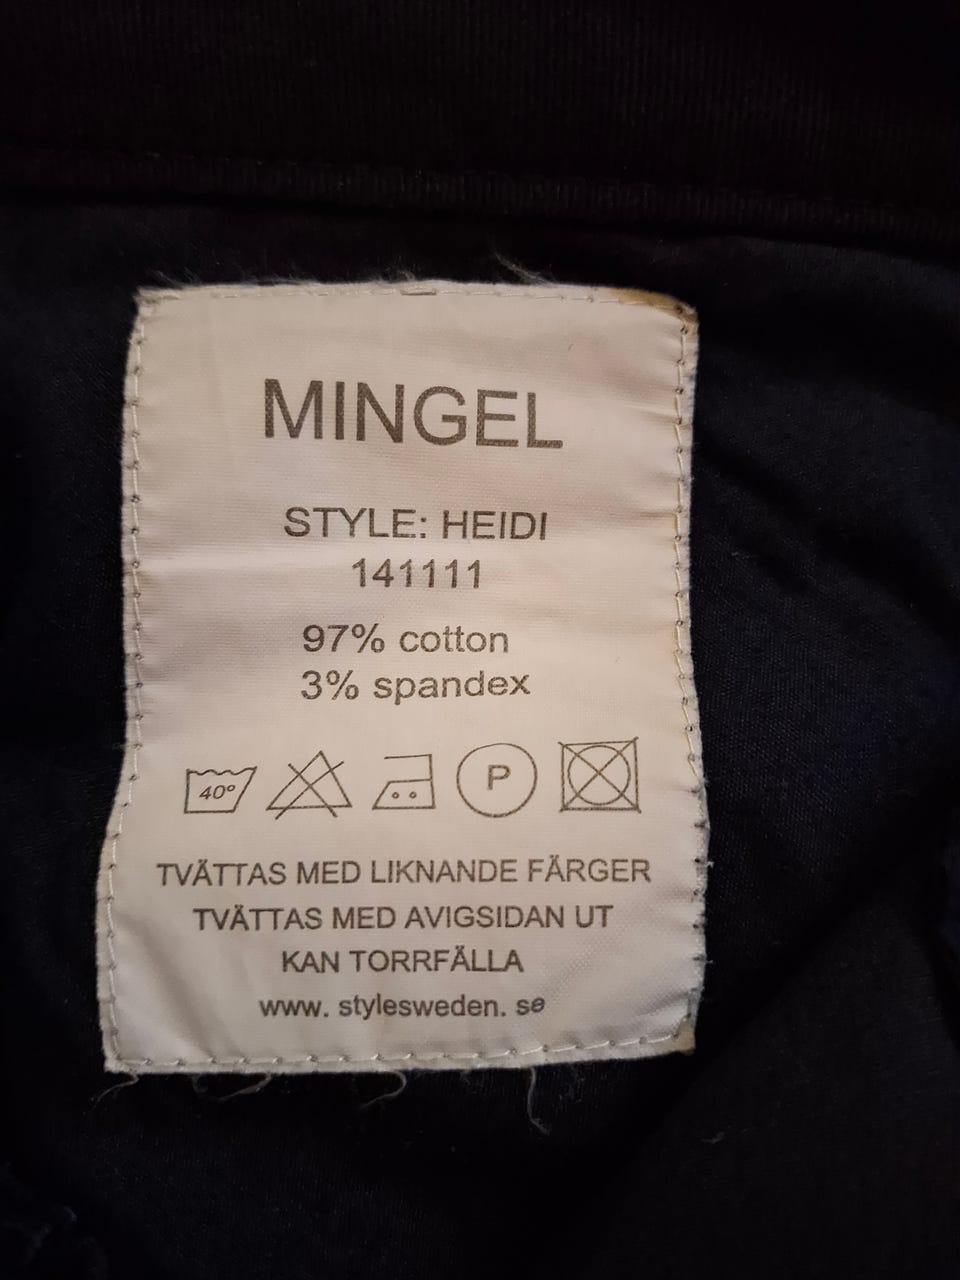 MINGEL
STYLE: HEIDI
141111
97% cotton
3% spandex
40° P
TVÄTTAS MED LIKNANDE FÄRGER
TVÄTTAS MED AVIGSIDAN UT
KAN TORRFÄLLA
www. stylesweden. se